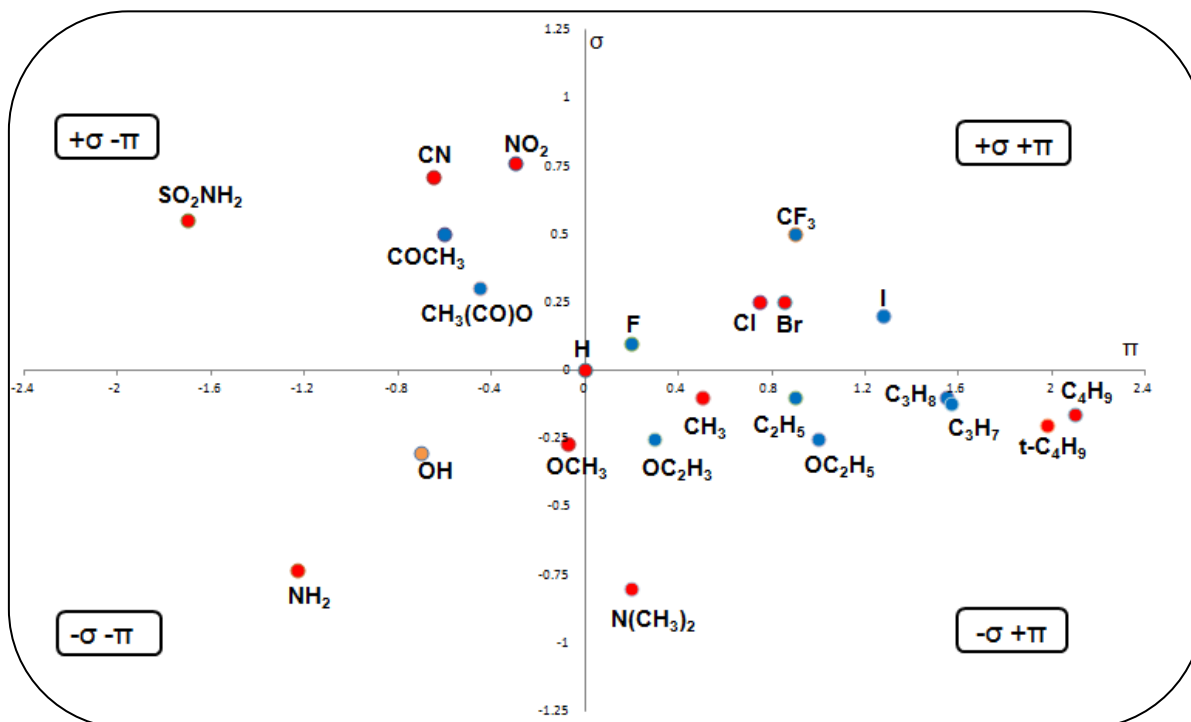 1.25
σ
1
+σ -π
+σ +π
NO₂
CN
0.75
SO₂NH₂
CF₃
0.5
COCH₃
I
CH₃(CO)O
0.25
Cl
Br
F
H
π
0
-2.4 -2 -1.6 -1.2 -0.8 -0.4 0 0.4 0.8 1.2 1.6 2 2.4
C₃H₈
C₄H₉
CH₃
C₂H₅
C₃H₇
-0.25
t-C₄H₉
OH
OCH₃
OC₂H₃
OC₂H₅
-0.5
-0.75
NH₂
N(CH₃)₂
-σ -π
-σ +π
-1
-1.25